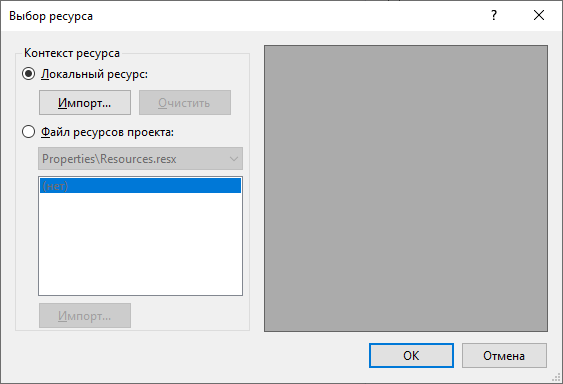 Выбор ресурса
Контекст ресурса
Локальный ресурс:
Импорт...
Очистить
Файл ресурсов проекта:
Properties\Resources.resx
(нет)
Импорт...
OK
Отмена